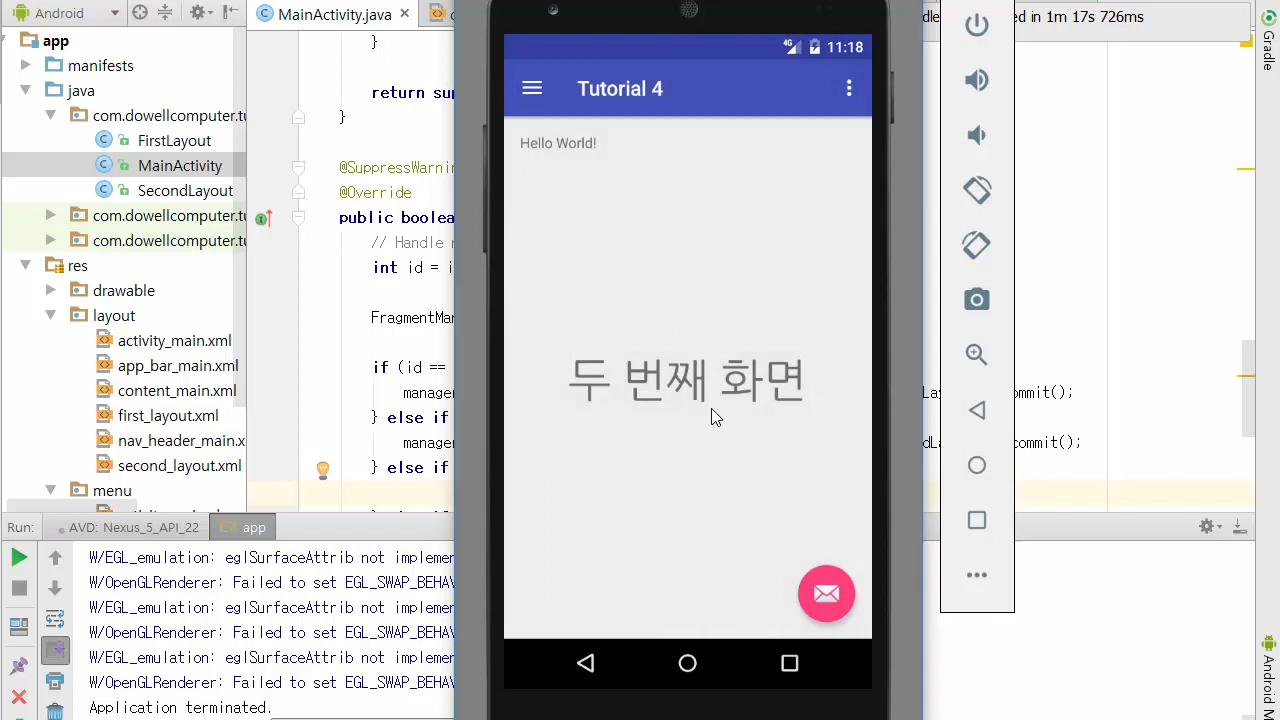 Android
MainActivity.java
ed in 1m 17s 726ms
Gradle
app
manifests
java
com.dowellcomputer.tu
FirstLayout
MainActivity
SecondLayout
com.dowellcomputer.tu
com.dowellcomputer.tu
res
drawable
layout
activity_main.xml
app_bar_main.xml
content_main.xml
first_layout.xml
nav_header_main.x
second_layout.xml
menu
}
return sup
}
@SuppressWarnin
@Override
public boolea
// Handle n
int id = i
FragmentMan
if (id ==
manage
ommit();
} else if
manage
commit();
} else if
4G 11:18
Tutorial 4
Hello World!
두 번째 화면
Run: AVD: Nexus_5_API_22 app
W/EGL_emulation: eglSurfaceAttrib not implemen
W/OpenGLRenderer: Failed to set EGL_SWAP_BEHAV
W/EGL_emulation: eglSurfaceAttrib not implemen
W/OpenGLRenderer: Failed to set EGL_SWAP_BEHAV
W/EGL_emulation: eglSurfaceAttrib not implemen
W/OpenGLRenderer: Failed to set EGL_SWAP_BEHAV
Application terminated.
Android M